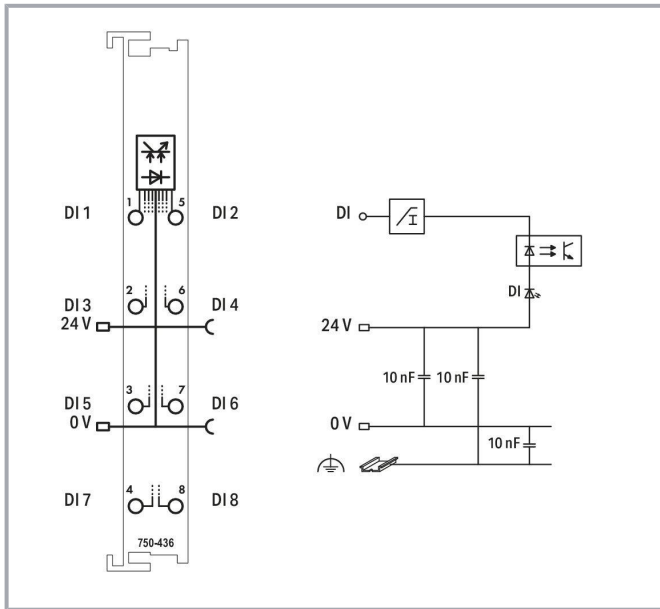 1 5
DI 1 DI 2
2 6
DI 3 DI 4
24 V
3 7
DI 5 DI 6
0 V
4 8
DI 7 DI 8
750-436
DI
I
DI
24 V
10 nF 10 nF
0 V
10 nF